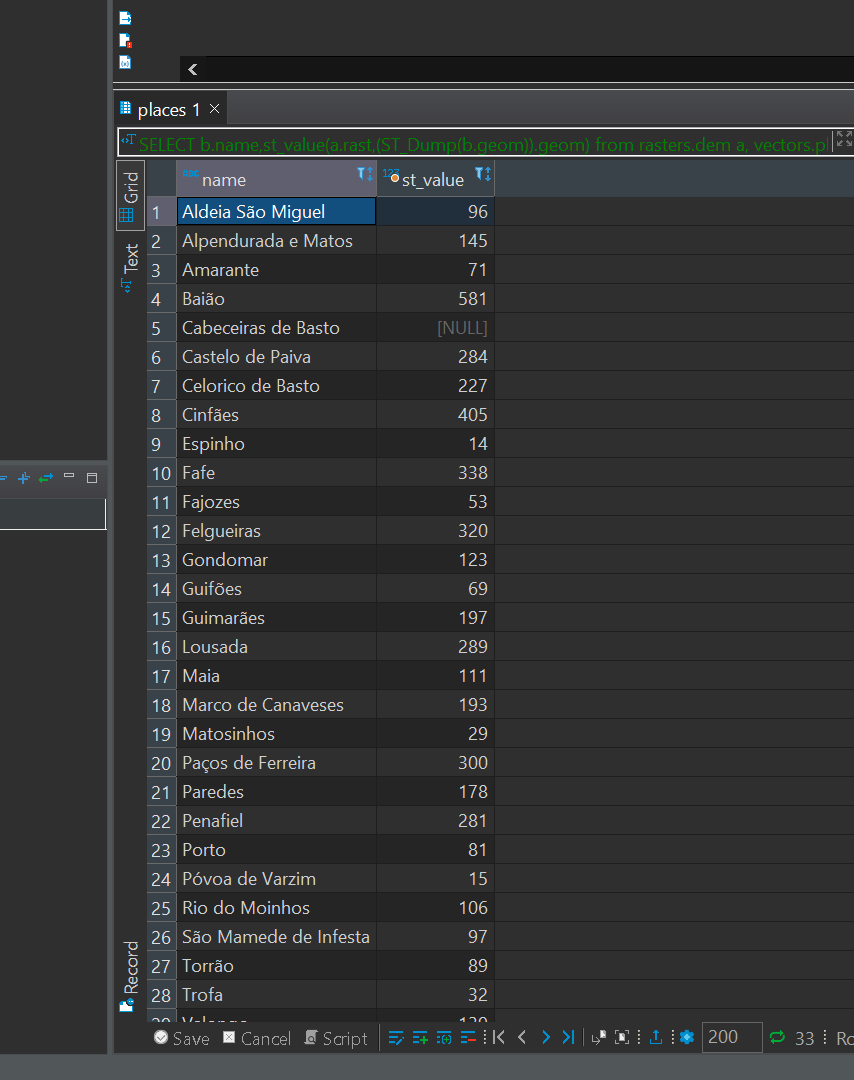 places 1
SELECT b.name,st_value(a.rast,(ST_Dump(b.geom)).geom) from rasters.dem a, vectors.pl
Grid
Text
Record
name 123 st_value
1 Aldeia São Miguel 96
2 Alpendurada e Matos 145
3 Amarante 71
4 Baião 581
5 Cabeceiras de Basto [NULL]
6 Castelo de Paiva 284
7 Celorico de Basto 227
8 Cinfães 405
9 Espinho 14
10 Fafe 338
11 Fajozes 53
12 Felgueiras 320
13 Gondomar 123
14 Guifões 69
15 Guimarães 197
16 Lousada 289
17 Maia 111
18 Marco de Canaveses 193
19 Matosinhos 29
20 Paços de Ferreira 300
21 Paredes 178
22 Penafiel 281
23 Porto 81
24 Póvoa de Varzim 15
25 Rio do Moinhos 106
26 São Mamede de Infesta 97
27 Torrão 89
28 Trofa 32
Save Cancel Script 200 33 Ro